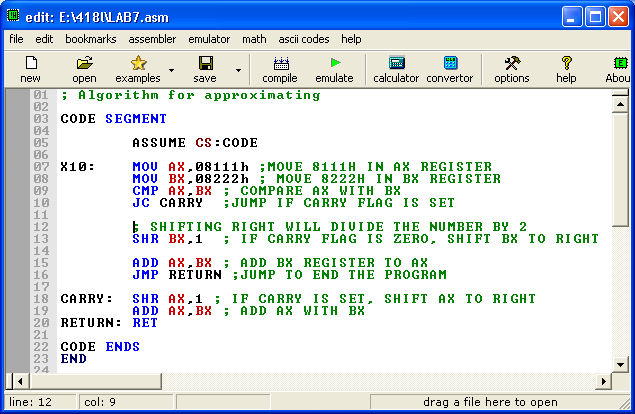 edit: E:\418l\LAB7.asm
file edit bookmarks assembler emulator math ascii codes help
new open examples save compile emulate calculator convertor options help Abou
01 ; Algorithm for approximating
02
03 CODE SEGMENT
04
05 ASSUME CS:CODE
06
07 X10: MOV AX,08111h ;MOVE 8111H IN AX REGISTER
08 MOV BX,08222h ; MOVE 8222H IN BX REGISTER
09 CMP AX,BX ; COMPARE AX WITH BX
10 JC CARRY ;JUMP IF CARRY FLAG IS SET
11
12 ; SHIFTING RIGHT WILL DIVIDE THE NUMBER BY 2
13 SHR BX,1 ; IF CARRY FLAG IS ZERO, SHIFT BX TO RIGHT
14
15 ADD AX,BX ; ADD BX REGISTER TO AX
16 JMP RETURN ;JUMP TO END THE PROGRAM
17
18 CARRY: SHR AX,1 ; IF CARRY IS SET, SHIFT AX TO RIGHT
19 ADD AX,BX ; ADD AX WITH BX
20 RETURN: RET
21
22 CODE ENDS
23 END
24
line: 12 col: 9 drag a file here to open